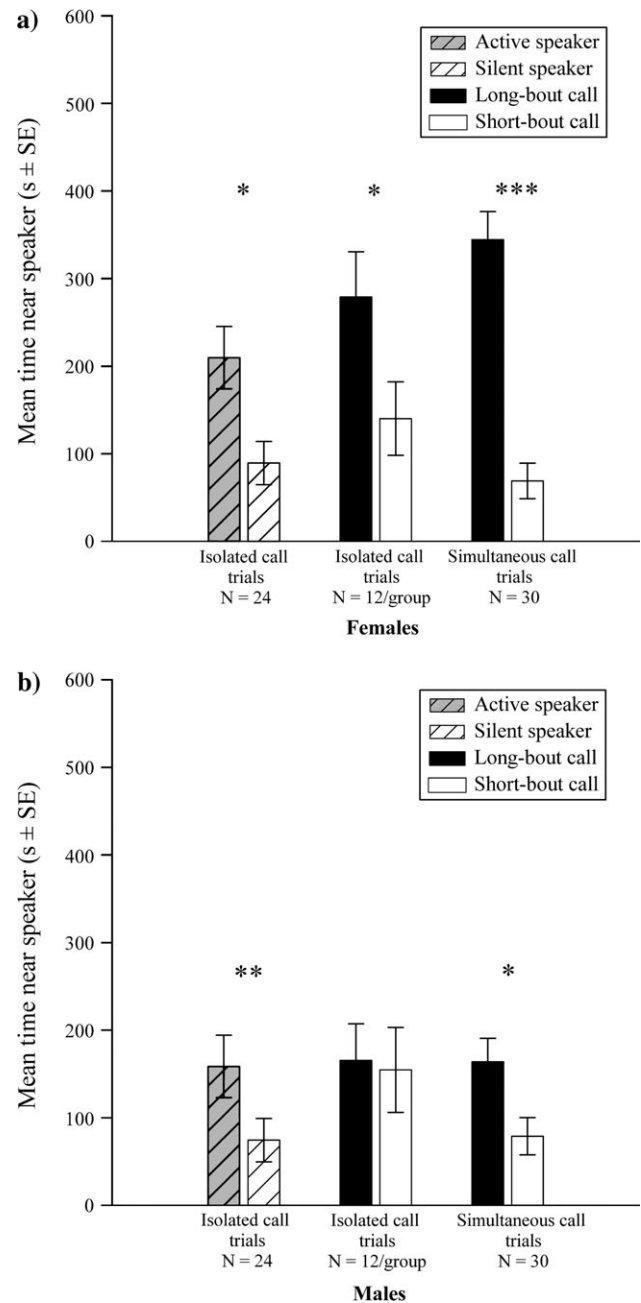 a)
600
500
400
300
200
100
0
Mean time near speaker (s ± SE)
Active speaker
Silent speaker
Long-bout call
Short-bout call
*
*
***
Isolated call
trials
N = 24
Isolated call
trials
N = 12/group
Simultaneous call
trials
N = 30
Females
b)
600
500
400
300
200
100
0
Mean time near speaker (s ± SE)
Active speaker
Silent speaker
Long-bout call
Short-bout call
**
*
Isolated call
trials
N = 24
Isolated call
trials
N = 12/group
Simultaneous call
trials
N = 30
Males